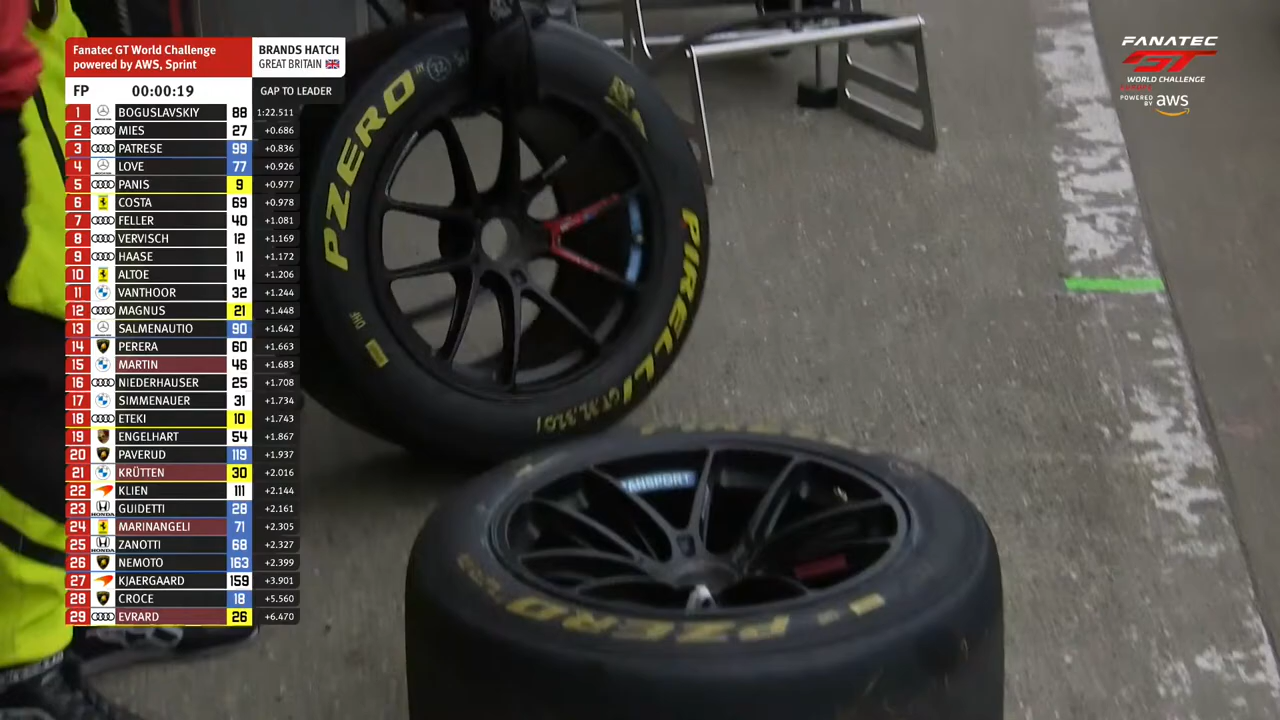 Fanatec GT World Challenge
powered by AWS, Sprint
BRANDS HATCH
GREAT BRITAIN
FP 00:00:19 GAP TO LEADER
1 BOGUSLAVSKIY 88 1:22.511
2 MIES 27 +0.686
3 PATRESE 99 +0.836
4 LOVE 77 +0.926
5 PANIS 9 +0.977
6 COSTA 69 +0.978
7 FELLER 40 +1.081
8 VERVISCH 12 +1.169
9 HAASE 11 +1.172
10 ALTOE 14 +1.206
11 VANTHOOR 32 +1.244
12 MAGNUS 21 +1.448
13 SALMENAUTIO 90 +1.642
14 PERERA 60 +1.663
15 MARTIN 46 +1.683
16 NIEDERHAUSER 25 +1.708
17 SIMMENAUER 31 +1.734
18 ETEKI 10 +1.743
19 ENGELHART 54 +1.867
20 PAVERUD 119 +1.937
21 KRÜTTEN 30 +2.016
22 KLIEN 111 +2.144
23 HONDA GUIDETTI 28 +2.161
24 MARINANGELI 71 +2.305
25 HONDA ZANOTTI 68 +2.327
26 NEMOTO 163 +2.399
27 KJAERGAARD 159 +3.901
28 CROCE 18 +5.560
29 EVRARD 26 +6.470
FANATEC
GT
WORLD CHALLENGE
EUROPE
POWERED BY aws
PZERO
PIRELLI
ANSPORT
PZERO